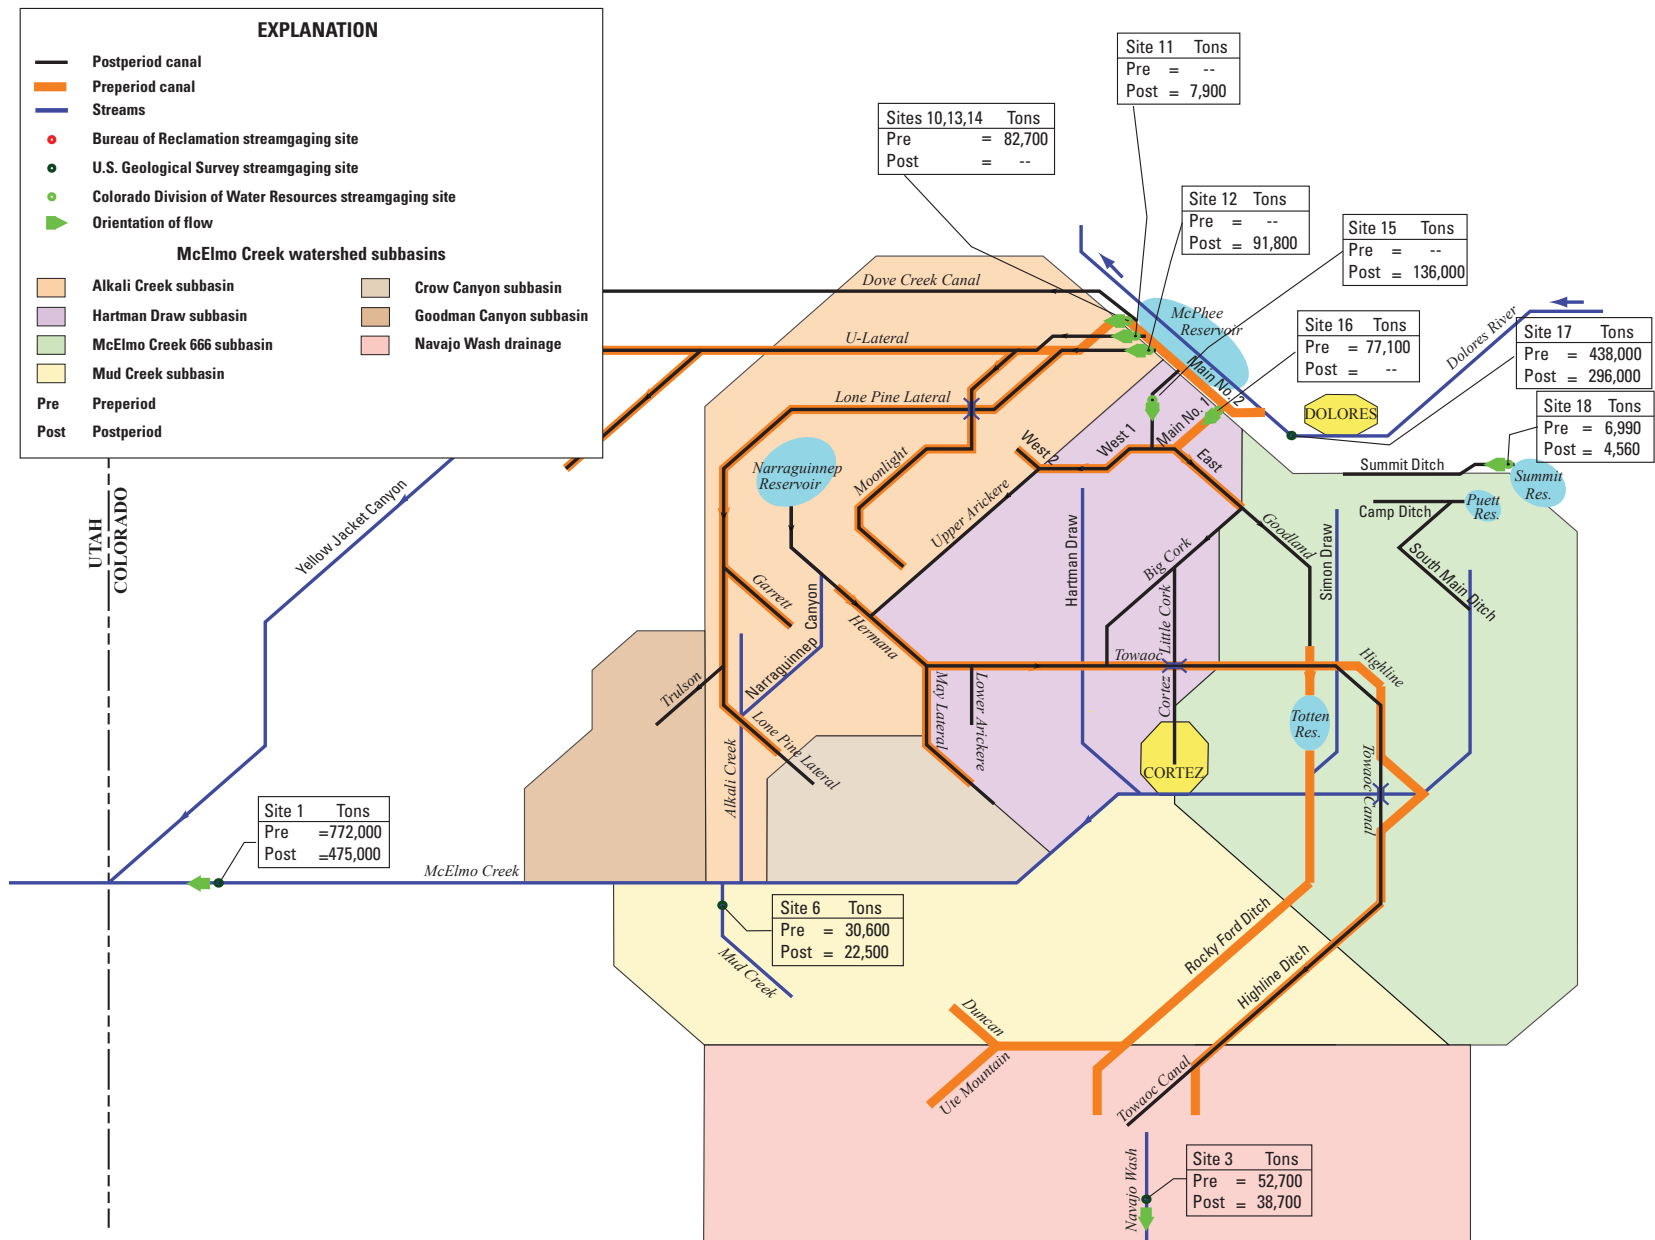 EXPLANATION
Postperiod canal
Preperiod canal
Streams
Bureau of Reclamation streamgaging site
U.S. Geological Survey streamgaging site
Colorado Division of Water Resources streamgaging site
Orientation of flow
McElmo Creek watershed subbasins
Alkali Creek subbasin
Hartman Draw subbasin
McElmo Creek 666 subbasin
Mud Creek subbasin
Crow Canyon subbasin
Goodman Canyon subbasin
Navajo Wash drainage
Pre Preperiod
Post Postperiod
Site 11 Tons
Pre = --
Post = 7,900
Sites 10,13,14 Tons
Pre = 82,700
Post = --
Site 12 Tons
Pre = --
Post = 91,800
Site 15 Tons
Pre = --
Post = 136,000
Site 16 Tons
Pre = 77,100
Post = --
Site 17 Tons
Pre = 438,000
Post = 296,000
Site 18 Tons
Pre = 6,990
Post = 4,560
Dove Creek Canal
McPhee
Reservoir
Dolores River
U-Lateral
Main No. 2
DOLORES
Lone Pine Lateral
Main No. 1
West 1
West 2
East
Narraguinnep
Reservoir
Moonlight
Upper Arickere
Summit Ditch
Summit
Res.
Puett
Res.
Camp Ditch
South Main Ditch
Goodland
Simon Draw
Hartman Draw
Big Cork
Little Cork
Yellow Jacket Canyon
UTAH
COLORADO
Garrett
Narraguinnep Canyon
Hermana
Towaoc
Highline
Trulson
Lone Pine Lateral
May Lateral
Lower Arickere
Cortez
CORTEZ
Totten
Res.
Towaoc Canal
Alkali Creek
Site 1 Tons
Pre =772,000
Post =475,000
McElmo Creek
Site 6 Tons
Pre = 30,600
Post = 22,500
Mud Creek
Rocky Ford Ditch
Highline Ditch
Duncan
Ute Mountain
Towaoc Canal
Navajo Wash
Site 3 Tons
Pre = 52,700
Post = 38,700